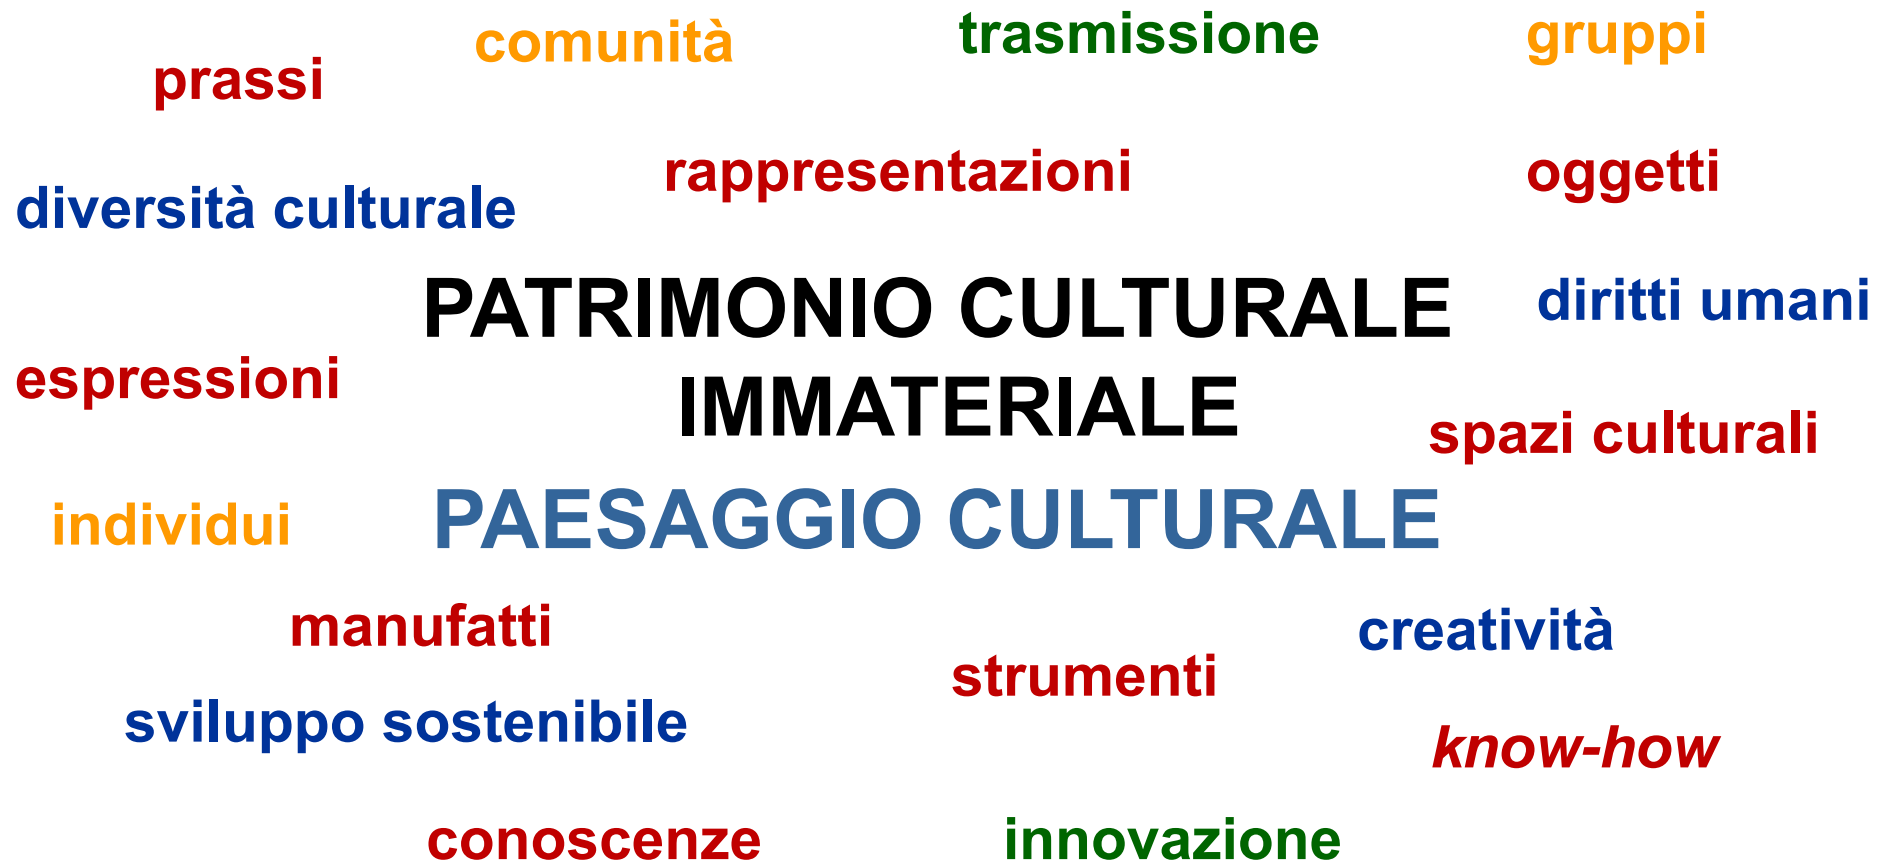 comunità
trasmissione
gruppi
prassi
rappresentazioni
oggetti
diversità culturale
PATRIMONIO CULTURALE
IMMATERIALE
diritti umani
espressioni
spazi culturali
individui
PAESAGGIO CULTURALE
manufatti
creatività
strumenti
sviluppo sostenibile
know-how
conoscenze
innovazione